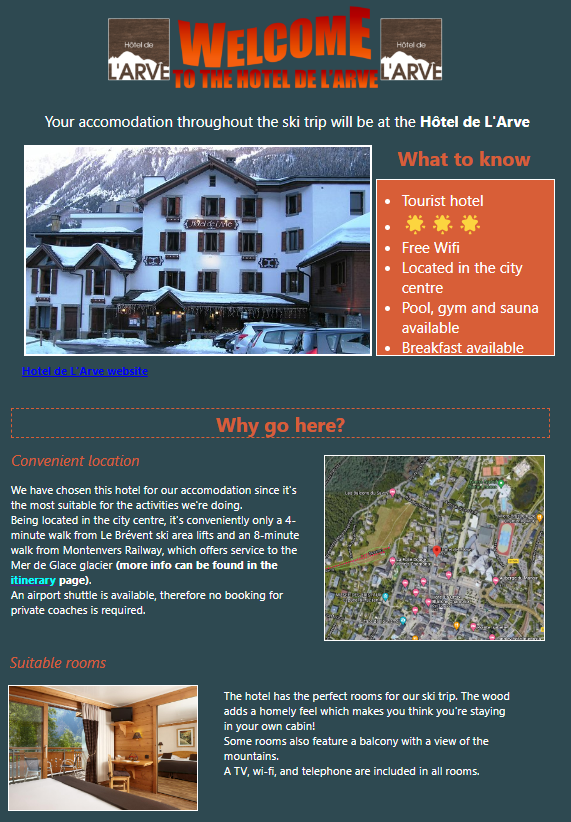 Hôtel de
L'ARVE
WELCOME
TO THE HOTEL DE L'ARVE
Hôtel de
L'ARVE
Your accomodation throughout the ski trip will be at the Hôtel de L'Arve
What to know
• Tourist hotel
• 🌟 🌟 🌟
• Free Wifi
• Located in the city
centre
• Pool, gym and sauna
available
• Breakfast available
Hotel de l'Arve
Hotel de L'Arve website
Why go here?
Convenient location
We have chosen this hotel for our accomodation since it's
the most suitable for the activities we're doing.
Being located in the city centre, it's conveniently only a 4-
minute walk from Le Brévent ski area lifts and an 8-minute
walk from Montenvers Railway, which offers service to the
Mer de Glace glacier (more info can be found in the
itinerary page).
An airport shuttle is available, therefore no booking for
private coaches is required.
Suitable rooms
The hotel has the perfect rooms for our ski trip. The wood
adds a homely feel which makes you think you're staying
in your own cabin!
Some rooms also feature a balcony with a view of the
mountains.
A TV, wi-fi, and telephone are included in all rooms.